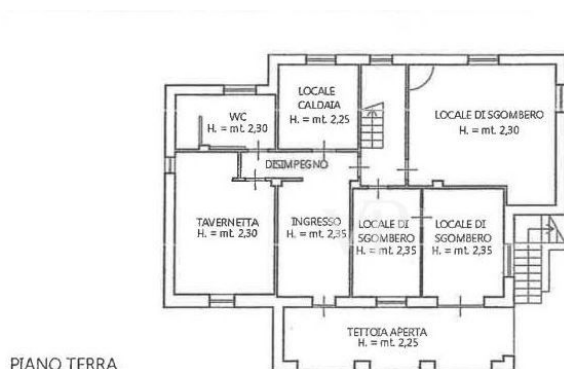 LOCALE
CALDAIA
H. = mt. 2,25
WC
H. = mt. 2,30
LOCALE DI SGOMBERO
H. = mt. 2,30
DISIMPEGNO
TAVERNETTA
H. = mt. 2,30
INGRESSO
H. = mt. 2,35
LOCALE DI
SGOMBERO
H. = mt. 2,35
LOCALE DI
SGOMBERO
H. = mt. 2,35
TETTOIA APERTA
H. = mt. 2,25
PIANO TERRA